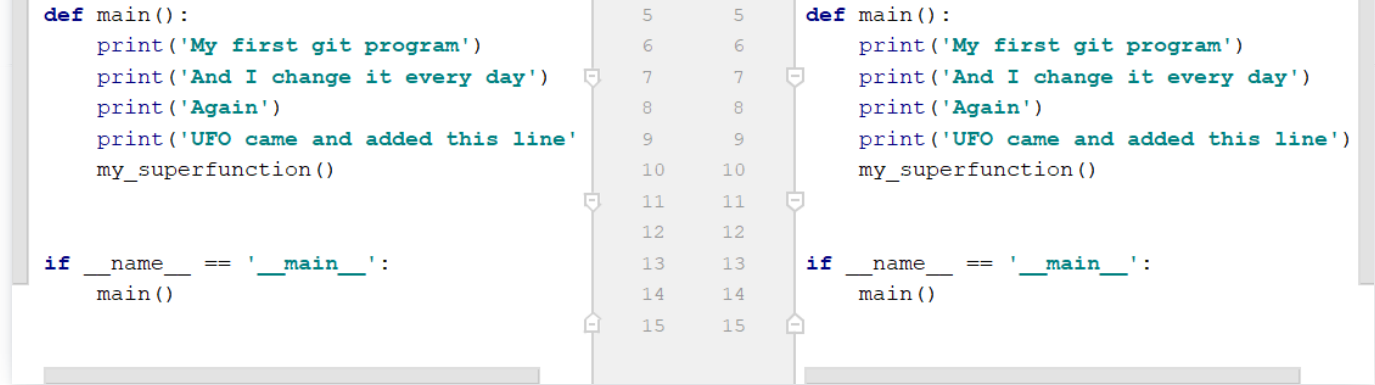 def main():  5  5  def main():
    print('My first git program')  6  6      print('My first git program')
    print('And I change it every day')  7  7      print('And I change it every day')
    print('Again')  8  8      print('Again')
    print('UFO came and added this line'  9  9      print('UFO came and added this line')
    my_superfunction()  10  10      my_superfunction()
11  11
12  12
if __name__ == '__main__':  13  13  if __name__ == '__main__':
    main()  14  14      main()
15  15